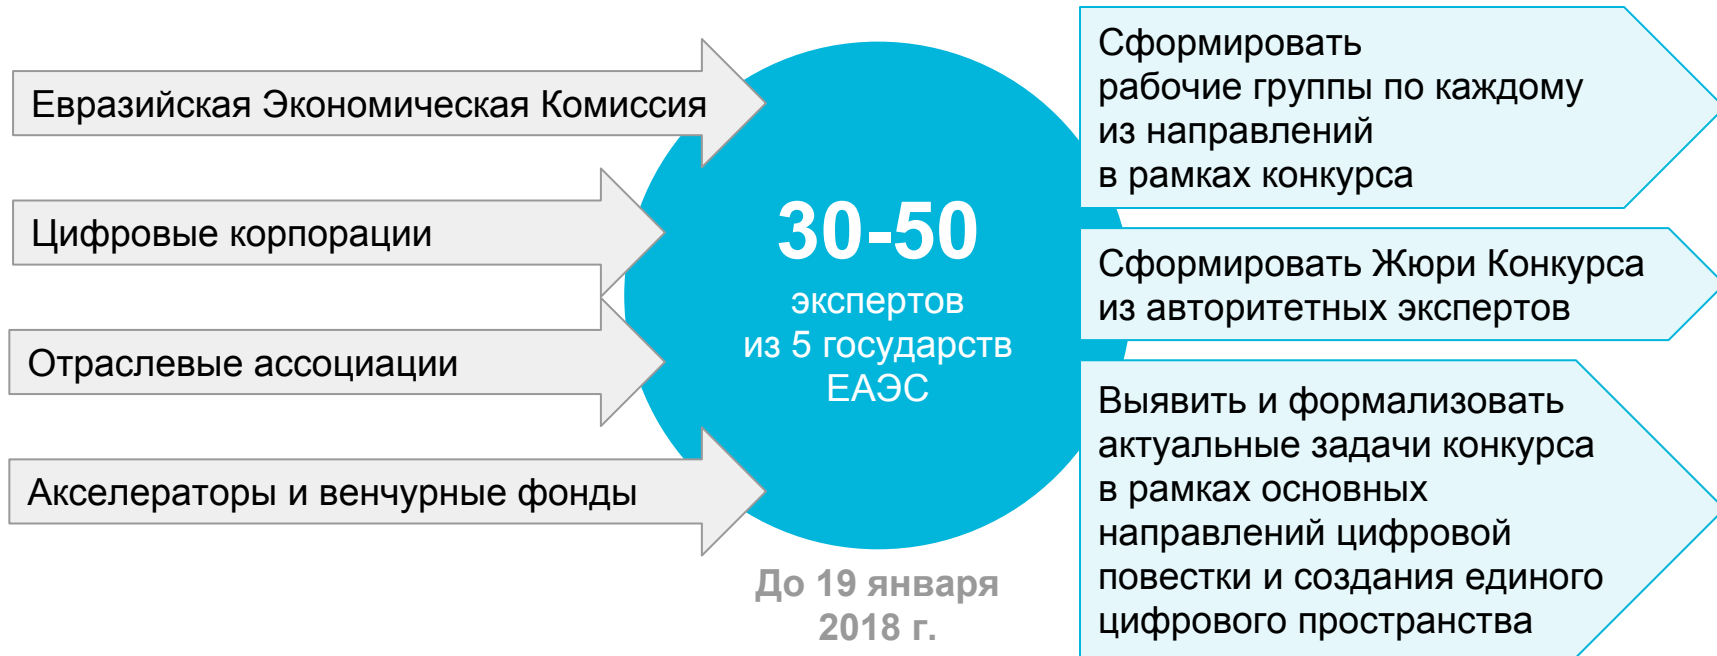 Евразийская Экономическая Комиссия
Цифровые корпорации
Отраслевые ассоциации
Акселераторы и венчурные фонды
30-50
экспертов
из 5 государств
ЕАЭС
До 19 января
2018 г.
Сформировать
рабочие группы по каждому
из направлений
в рамках конкурса
Сформировать Жюри Конкурса
из авторитетных экспертов
Выявить и формализовать
актуальные задачи конкурса
в рамках основных
направлений цифровой
повестки и создания единого
цифрового пространства